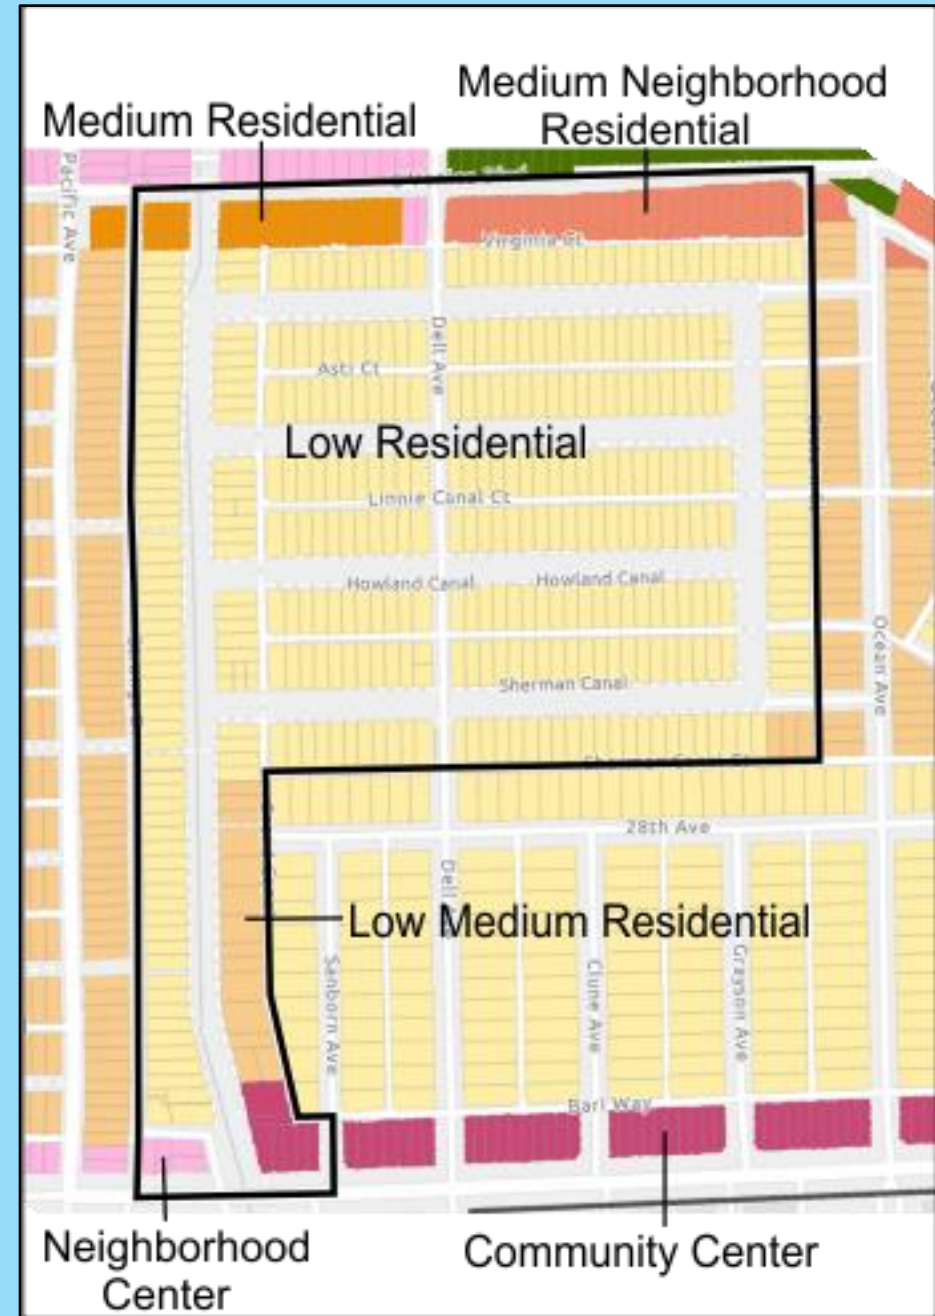 Medium Neighborhood
Residential
Medium Residential
Pacific Ave
Virginia Ct
Dell Ave
Asti Ct
Low Residential
Linnie Canal Ct
Howland Canal
Howland Canal
Ocean Ave
Sherman Canal
28th Ave
Low Medium Residential
Sanborn Ave
Clune Ave
Grayson Ave
Neighborhood
Center
Community Center